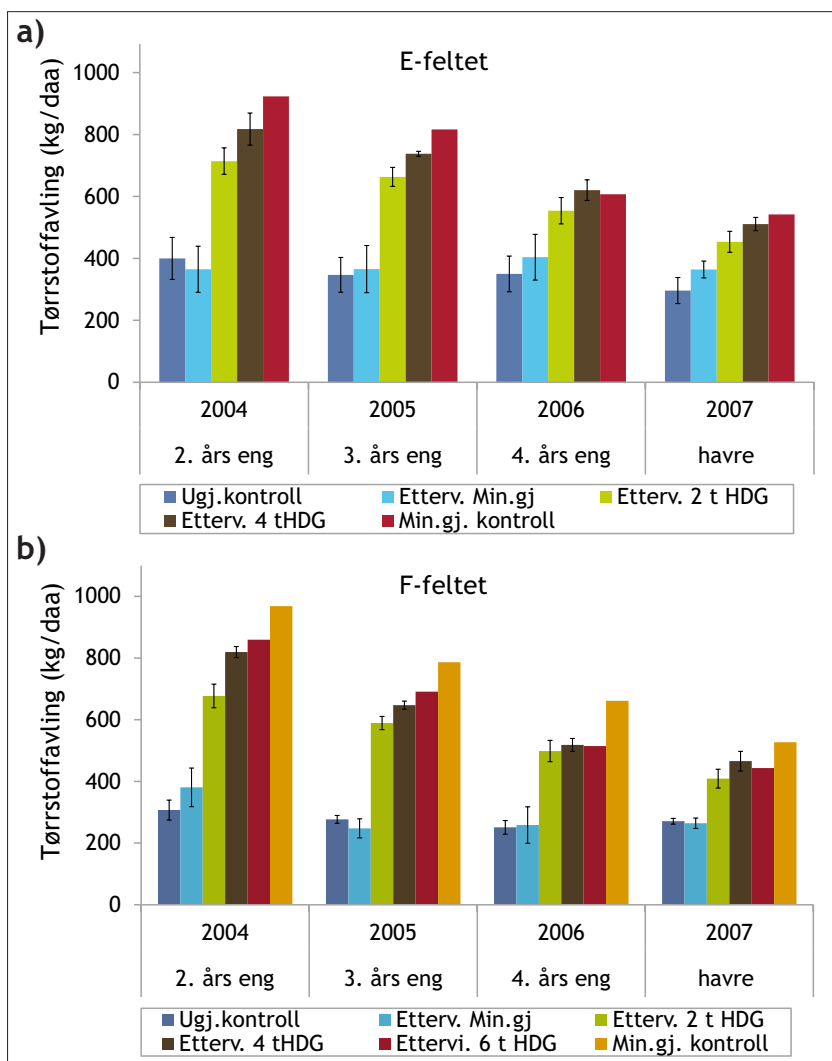 a)
E-feltet
Tørrstoffavling (kg/daa)
1000
800
600
400
200
0
2004 2005 2006 2007
2. års eng 3. års eng 4. års eng havre
Ugj.kontroll Etterv. Min.gj Etterv. 2 t HDG
Etterv. 4 tHDG Min.gj. kontroll
b)
F-feltet
Tørrstoffavling (kg/daa)
1000
800
600
400
200
0
2004 2005 2006 2007
2. års eng 3. års eng 4. års eng havre
Ugj.kontroll Etterv. Min.gj Etterv. 2 t HDG
Etterv. 4 tHDG Ettervi. 6 t HDG Min.gj. kontroll